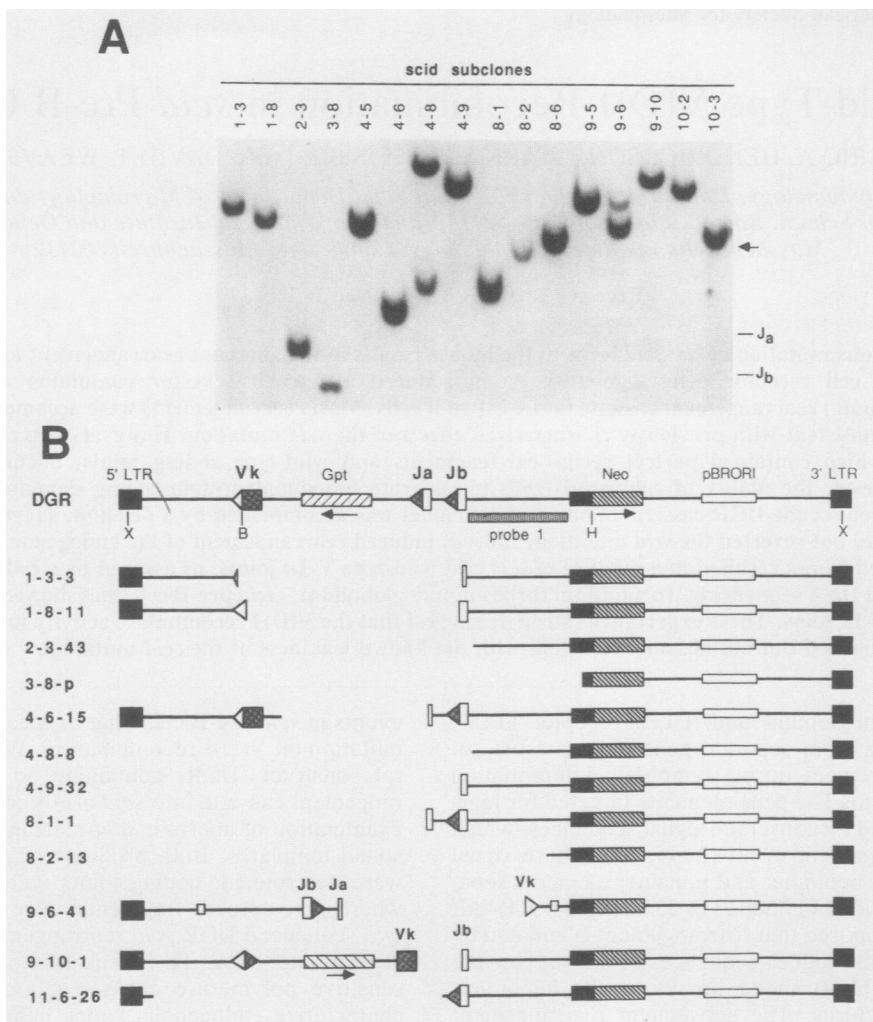 A
scid subclones
1-3 1-8 2-3 3-8 4-6 4-8 4-9 8-1 8-2 8-6 9-5 9-6 9-10 10-2 10-3
Ja
Jb
B
LTR Vk gpt Ja Jb Neo PBRORI LTR
DGR
X B probe 1 H X
1-3-3
1-8-11
2-3-43
3-8-p
4-6-15
4-8-8
4-9-32
8-1-1
8-2-13
Jb Ja Vk
9-6-41
Vk Jb
9-10-1
11-6-26